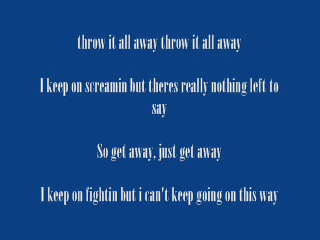 throw it all away throw it all away
I keep on screamin but theres really nothing left to
say
So get away, just get away
I keep on fightin but i can't keep going on this way